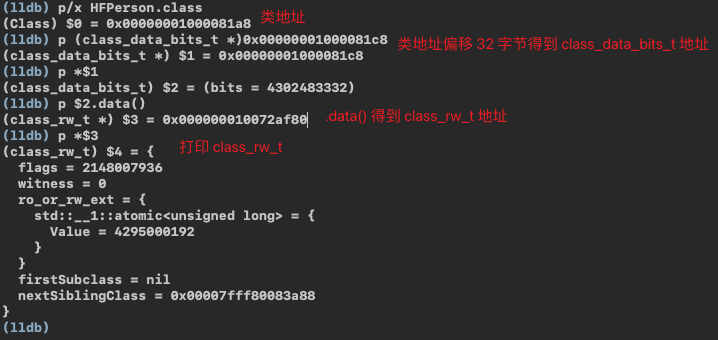 (lldb) p/x HFPerson.class
(Class) $0 = 0x00000001000081a8 类地址
(lldb) p (class_data_bits_t *)0x00000001000081c8
(class_data_bits_t *) $1 = 0x00000001000081c8 类地址偏移 32 字节得到 class_data_bits_t 地址
(lldb) p *$1
(class_data_bits_t) $2 = (bits = 4302483332)
(lldb) p $2.data()
(class_rw_t *) $3 = 0x000000010072af80 .data() 得到 class_rw_t 地址
(lldb) p *$3
(class_rw_t) $4 = { 打印 class_rw_t
flags = 2148007936
witness = 0
ro_or_rw_ext = {
std::__1::atomic<unsigned long> = {
Value = 4295000192
}
}
firstSubclass = nil
nextSiblingClass = 0x00007fff80083a88
}
(lldb)